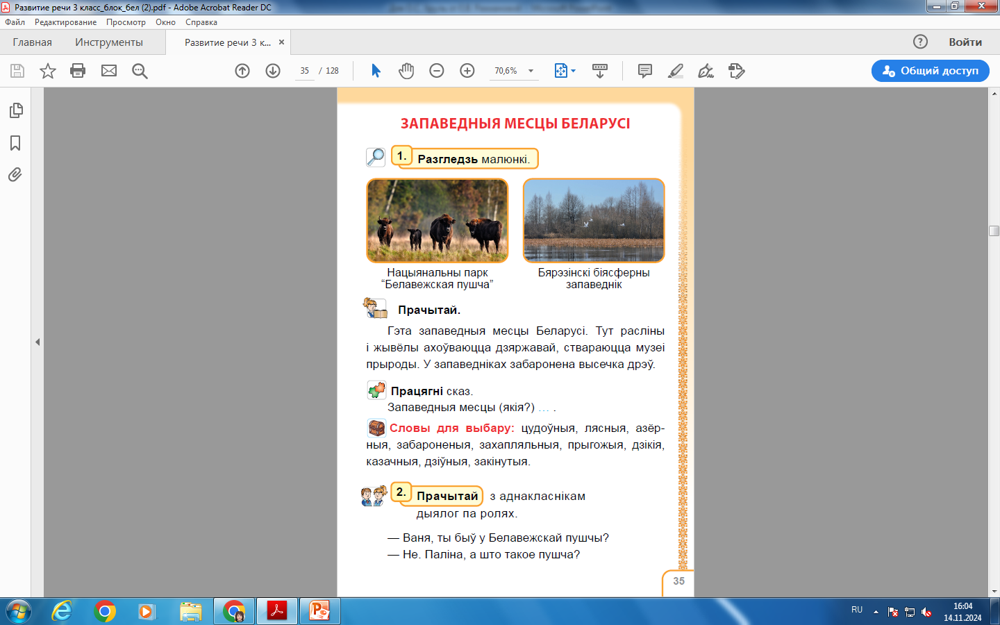 Развитие речи 3 класс_блок_бел (2).pdf - Adobe Acrobat Reader DC
Файл Редактирование Просмотр Окно Справка
Главная Инструменты Развитие речи 3 к... × Войти
35 / 128 70,6% Общий доступ
ЗАПАВЕДНЫЯ МЕСЦЫ БЕЛАРУСІ
1. Разгледзь малюнкі.
Нацыянальны парк
“Белавежская пушча”
Бярэзінскі біясферны
запаведнік
Прачытай.
Гэта запаведныя месцы Беларусі. Тут расліны
і жывёлы ахоўваюцца дзяржавай, ствараюцца музеі
прыроды. У запаведніках забаронена высечка дрэў.
Працягні сказ.
Запаведныя месцы (якія?) ... .
Словы для выбару: цудоўныя, лясныя, азёр-
ныя, забароненыя, захапляльныя, прыгожыя, дзікія,
казачныя, дзіўныя, закінутыя.
2. Прачытай з аднакласнікам
дыялог па ролях.
— Ваня, ты быў у Белавежскай пушчы?
— Не. Паліна, а што такое пушча?
35
RU
16:04
14.11.2024